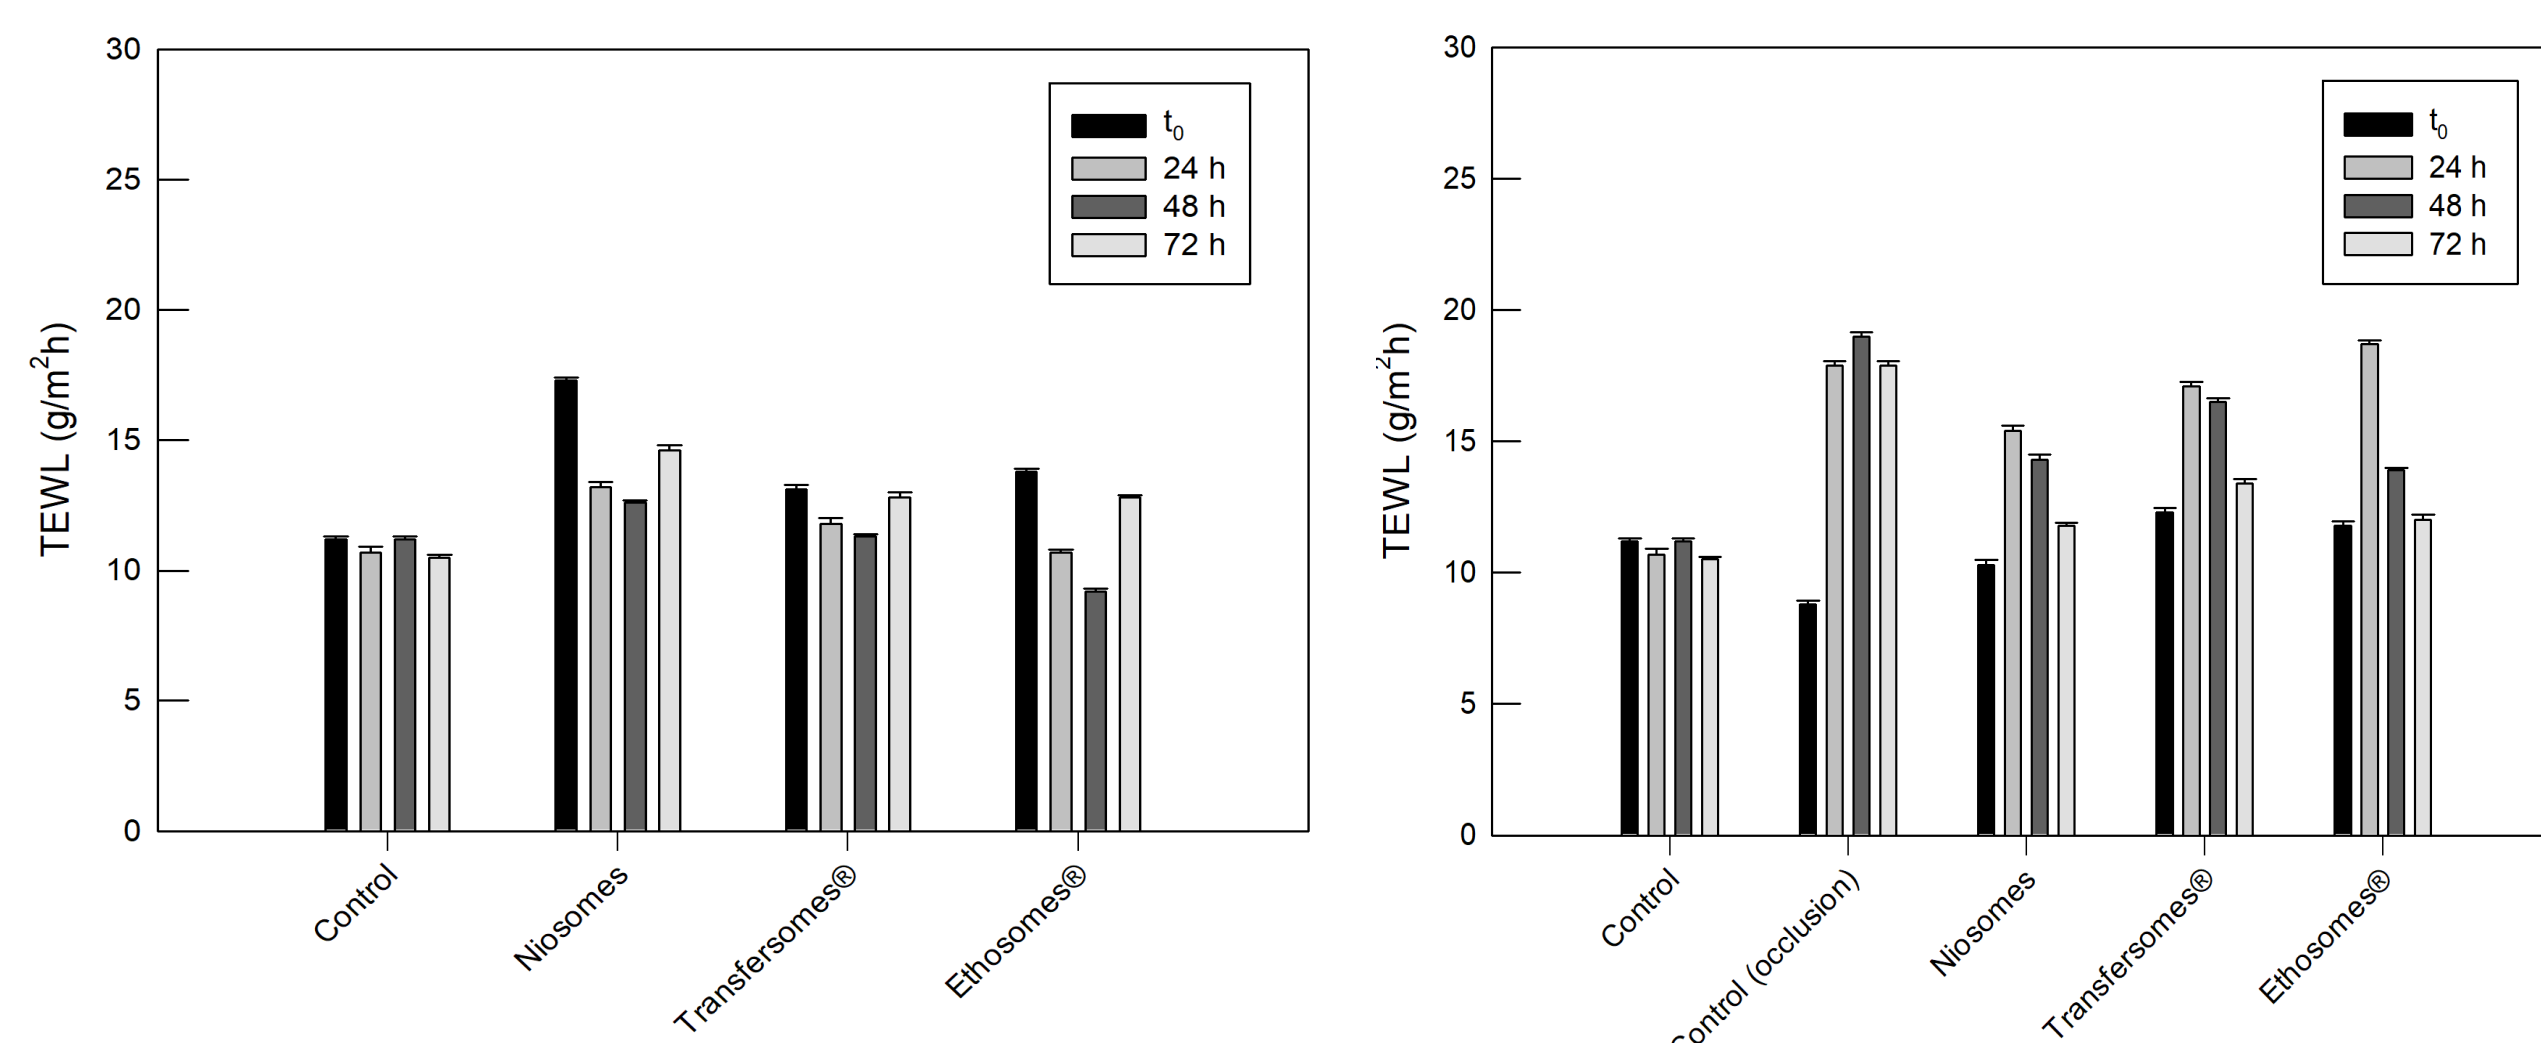 30
25
20
15
10
5
0
TEWL (g/m²h)
t₀
24 h
48 h
72 h
Control
Niosomes
Transfersomes®
Ethosomes®
30
25
20
15
10
5
0
TEWL (g/m²h)
t₀
24 h
48 h
72 h
Control
Control (occlusion)
Niosomes
Transfersomes®
Ethosomes®